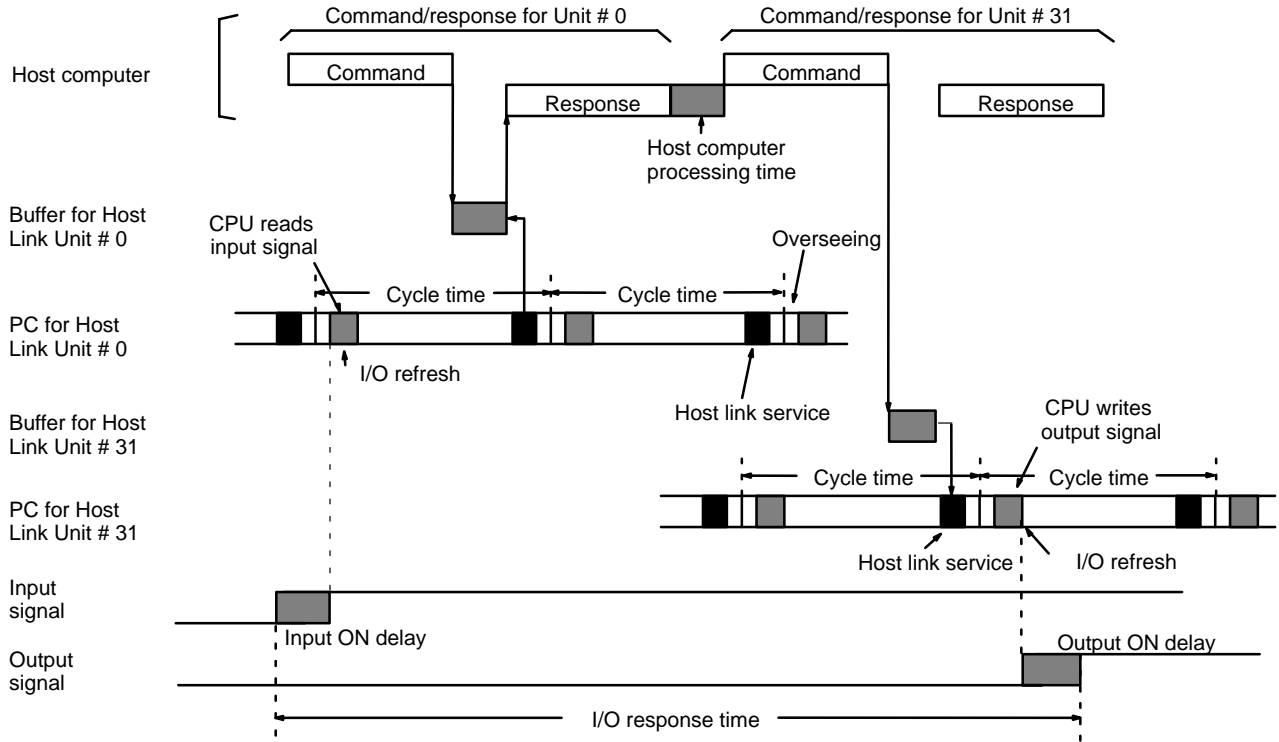 Command/response for Unit # 0
Command/response for Unit # 31
Host computer
Command
Command
Response
Response
Host computer
processing time
Buffer for Host
Link Unit # 0
CPU reads
input signal
Overseeing
Cycle time
Cycle time
PC for Host
Link Unit # 0
I/O refresh
Host link service
Buffer for Host
Link Unit # 31
CPU writes
output signal
Cycle time
Cycle time
PC for Host
Link Unit # 31
Host link service
I/O refresh
Input
signal
Input ON delay
Output ON delay
Output
signal
I/O response time